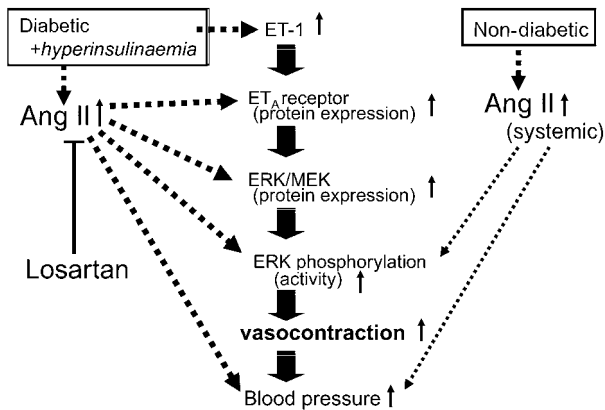 Diabetic
+hyperinsulinaemia
ET-1
Non-diabetic
Ang II
ETA receptor
(protein expression)
Ang II
(systemic)
ERK/MEK
(protein expression)
Losartan
ERK phosphorylation
(activity)
vasocontraction
Blood pressure